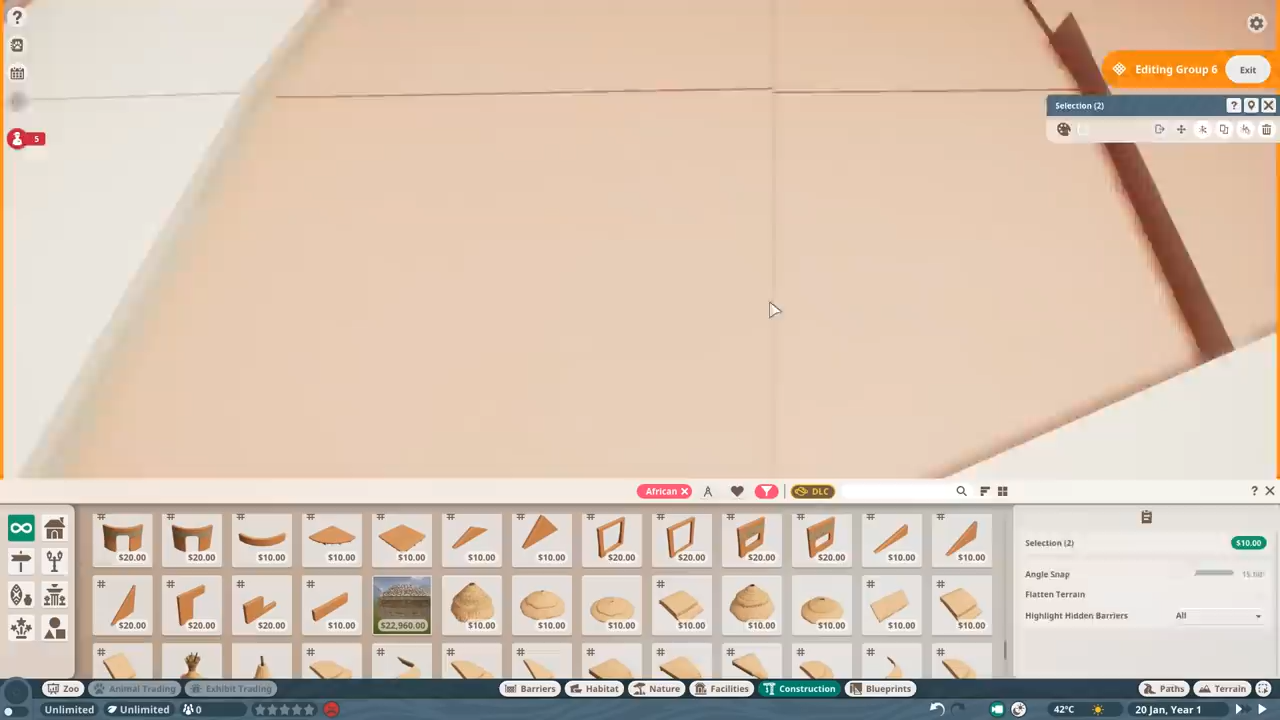 ?
Editing Group 6 Exit
Selection (2) ?
5
African DLC ?
$20.00 $20.00 $10.00 $10.00 $10.00 $10.00 $10.00 $20.00 $20.00 $20.00 $20.00 $10.00 $10.00
Selection (2) $10.00
Angle Snap
Flatten Terrain
Highlight Hidden Barriers All
$20.00 $20.00 $20.00 $10.00 $22,960.00 $10.00 $10.00 $10.00 $10.00 $10.00 $10.00 $10.00 $10.00
Zoo Animal Trading Exhibit Trading Barriers Habitat Nature Facilities Construction Blueprints Paths Terrain
Unlimited Unlimited 0 42°C 20 Jan, Year 1